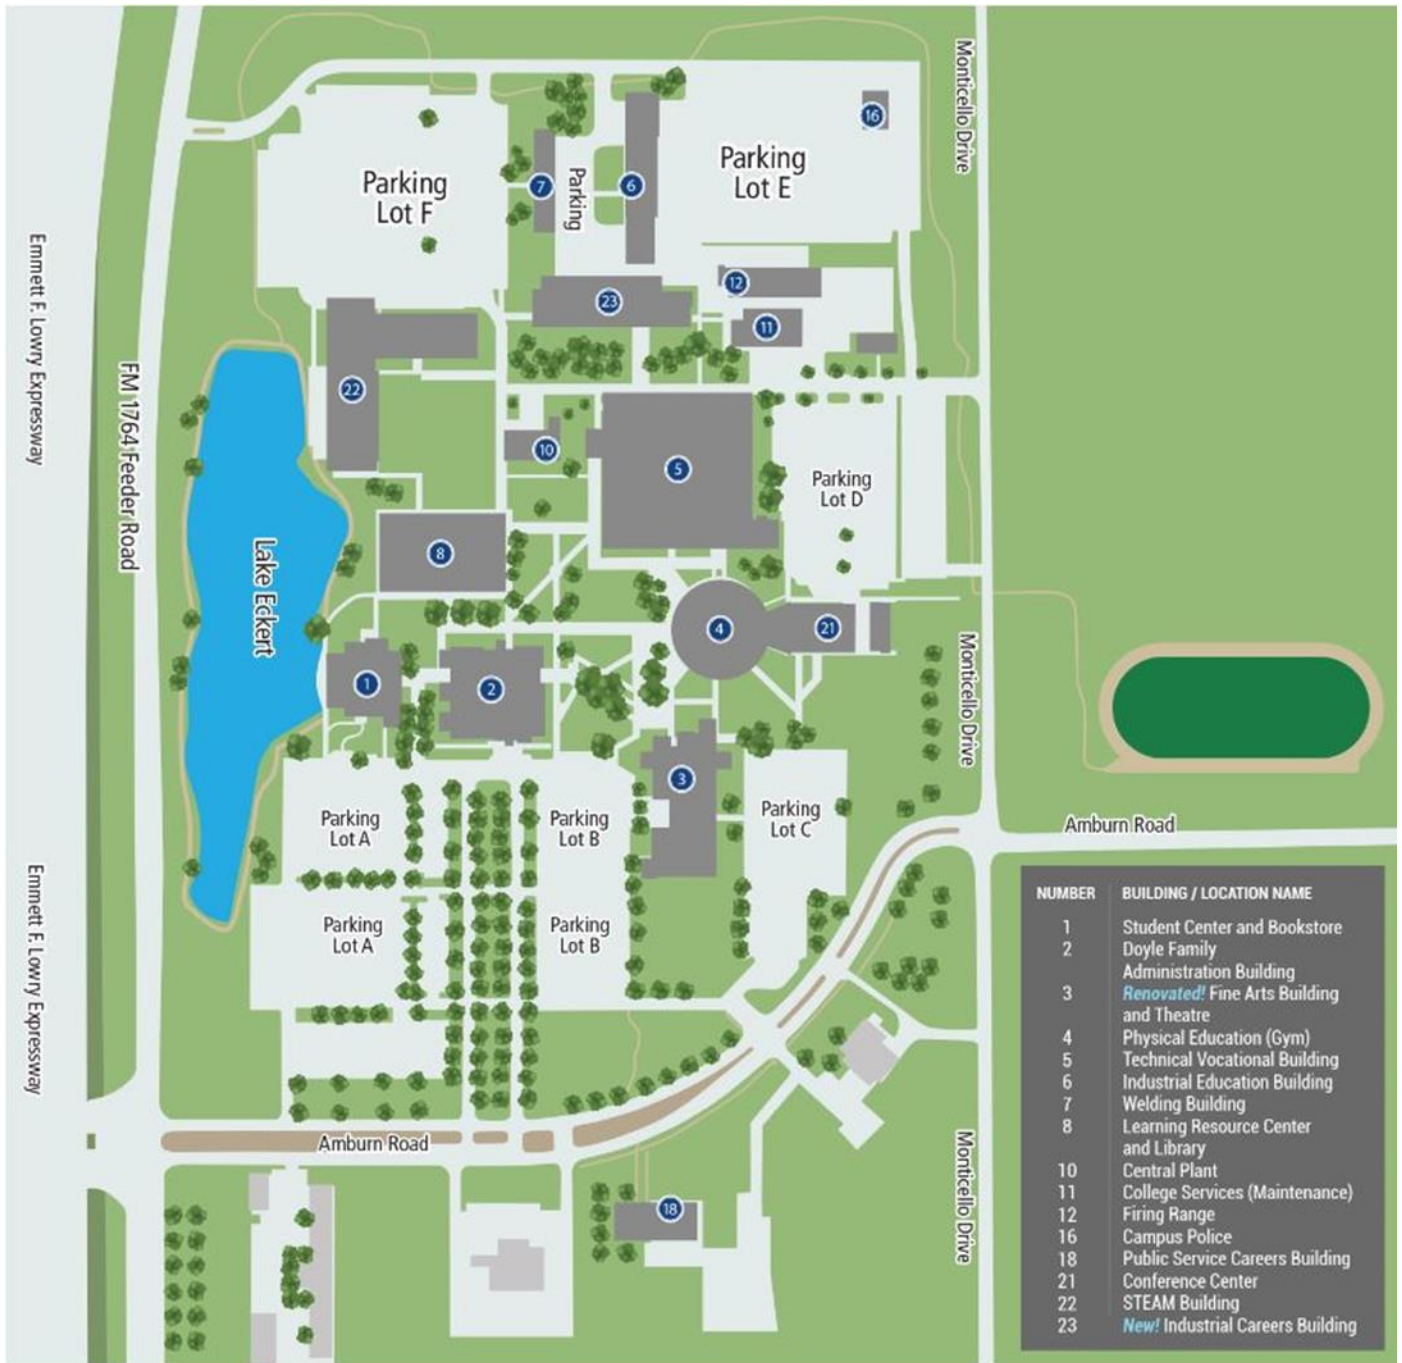 Monticello Drive
16
Parking
Lot E
Parking
Lot F
Parking
7
6
Emmett F. Lowry Expressway
12
23
11
FM 1764 Feeder Road
22
10
5
Parking
Lot D
Lake Eckert
8
4
21
Monticello Drive
1
2
3
Parking
Lot A
Parking
Lot B
Parking
Lot C
Amburn Road
Emmett F. Lowry Expressway
Parking
Lot A
Parking
Lot B
Amburn Road
Monticello Drive
18
NUMBER BUILDING / LOCATION NAME
1 Student Center and Bookstore
2 Doyle Family
Administration Building
3 Renovated! Fine Arts Building
and Theatre
4 Physical Education (Gym)
5 Technical Vocational Building
6 Industrial Education Building
7 Welding Building
8 Learning Resource Center
and Library
10 Central Plant
11 College Services (Maintenance)
12 Firing Range
16 Campus Police
18 Public Service Careers Building
21 Conference Center
22 STEAM Building
23 New! Industrial Careers Building